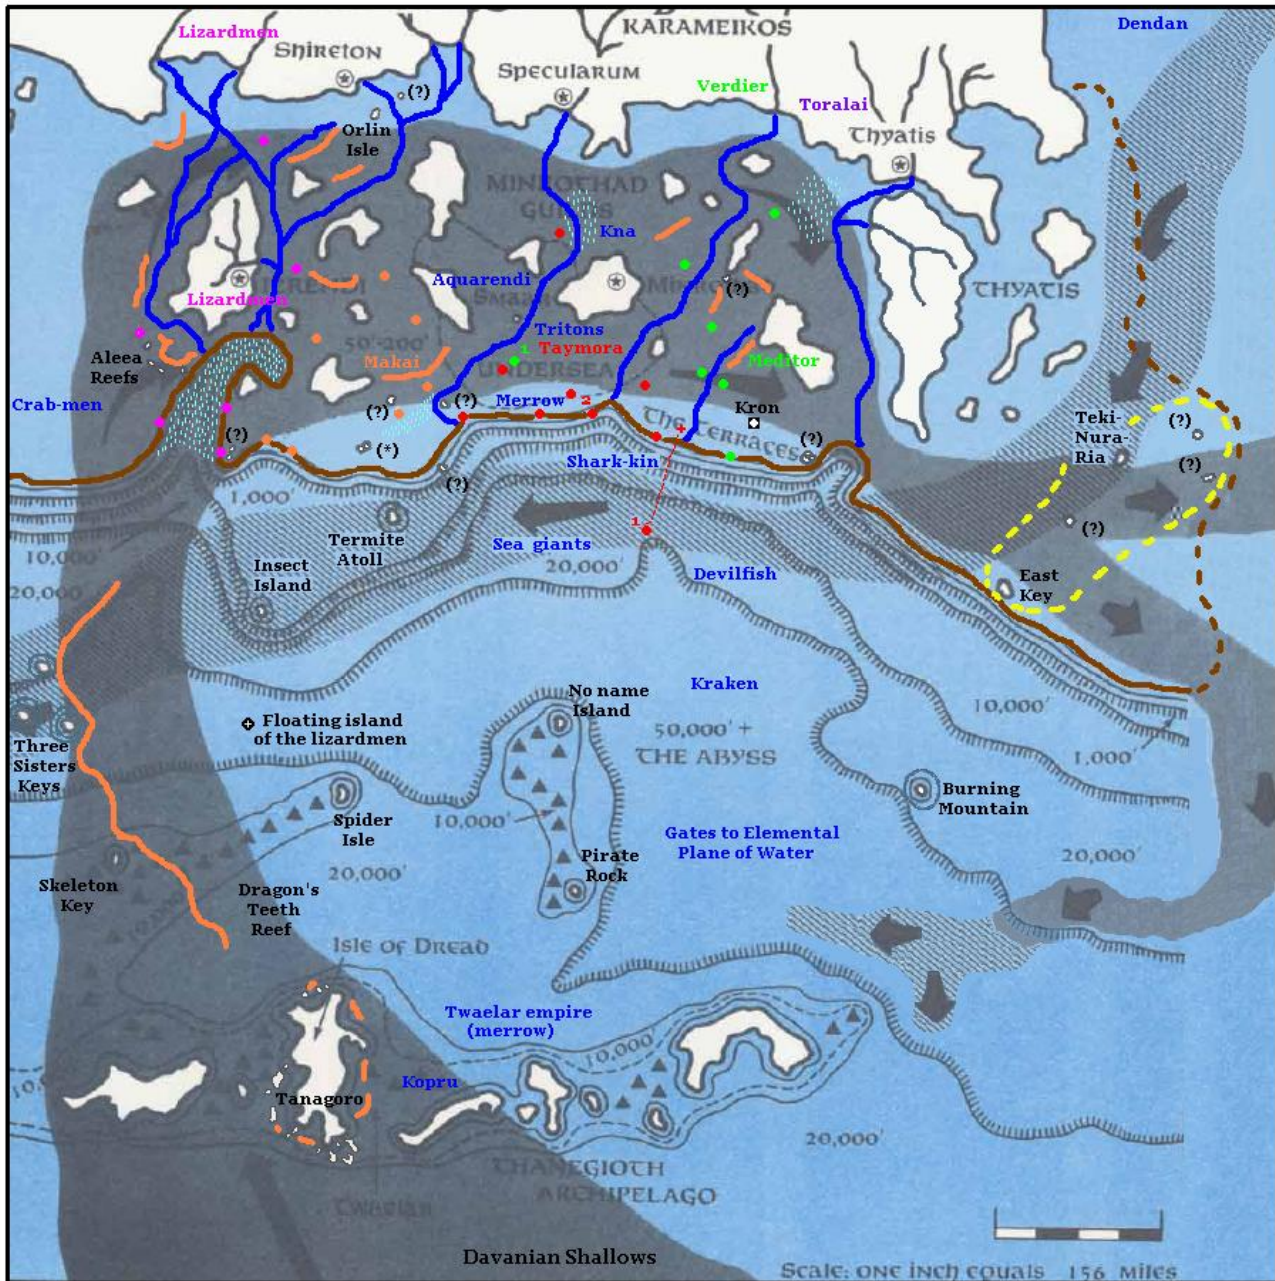 Lizardmen
Dendan
KARAMEIKOS
Shireton
Specularum
Verdier
Toralai
(?)
Orlin
Isle
Thyatis
MINROTHAD
GUILDS
Kna
Aquarendi
Lizardmen
(?)
THYATIS
Tritons
Taymora
50'-200'
Makai
1
Meditor
UNDERSEA
Aleea
Reefs
Crab-men
(?)
(?)
Merrow
2
Kron
The Terraces
+
Teki-
Nura-
Ria
(?)
(?)
(*)
(?)
(?)
Shark-kin
(?)
1,000'
1
(?)
Termite
Atoll
Sea giants
10,000'
20,000'
Devilfish
Insect
Island
20,000'
East
Key
No name
Island
Kraken
10,000'
Floating island
of the lizardmen
50,000' +
THE ABYSS
1,000'
Three
Sisters
Keys
Burning
Mountain
Spider
Isle
10,000'
Gates to Elemental
Plane of Water
Pirate
Rock
20,000'
Skeleton
Key
20,000'
Dragon's
Teeth
Reef
10,000'
Isle of Dread
Twaelar empire
(merrow)
10,000'
Kopru
Tanagoro
20,000'
THANEGIOTH
ARCHIPELAGO
Davanian Shallows
Scale: ONE INCH EQUALS 156 MILES